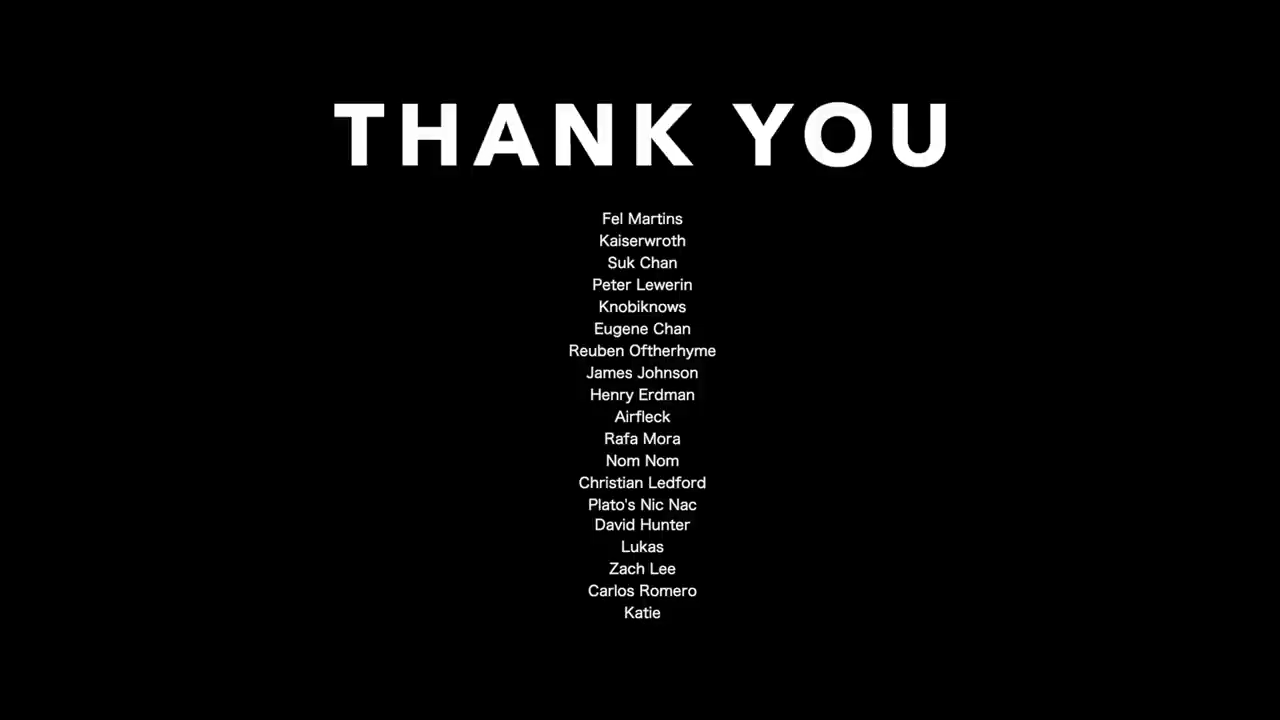 THANK YOU
Fel Martins
Kaiserwroth
Suk Chan
Peter Lewerin
Knobiknows
Eugene Chan
Reuben Oftherhyme
James Johnson
Henry Erdman
Airfleck
Rafa Mora
Nom Nom
Christian Ledford
Plato's Nic Nac
David Hunter
Lukas
Zach Lee
Carlos Romero
Katie